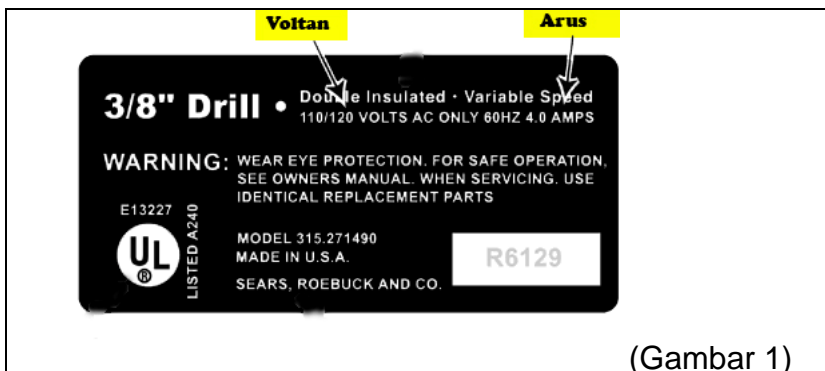 Voltan
Arus
3/8" Drill •
Double Insulated · Variable Speed
110/120 VOLTS AC ONLY 60HZ 4.0 AMPS
WARNING:
WEAR EYE PROTECTION. FOR SAFE OPERATION,
SEE OWNERS MANUAL. WHEN SERVICING. USE
IDENTICAL REPLACEMENT PARTS
E13227
UL
®
LISTED A240
MODEL 315.271490
MADE IN U.S.A.
SEARS, ROEBUCK AND CO.
R6129
(Gambar 1)